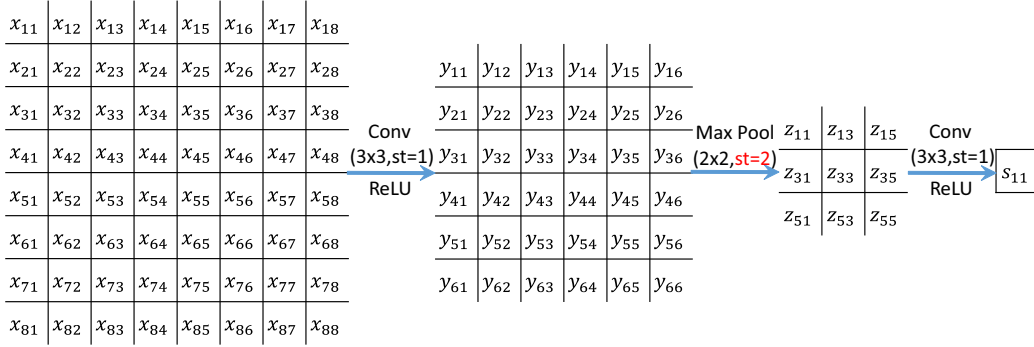 x₁₁ x₁₂ x₁₃ x₁₄ x₁₅ x₁₆ x₁₇ x₁₈
x₂₁ x₂₂ x₂₃ x₂₄ x₂₅ x₂₆ x₂₇ x₂₈
x₃₁ x₃₂ x₃₃ x₃₄ x₃₅ x₃₆ x₃₇ x₃₈
x₄₁ x₄₂ x₄₃ x₄₄ x₄₅ x₄₆ x₄₇ x₄₈
x₅₁ x₅₂ x₅₃ x₅₄ x₅₅ x₅₆ x₅₇ x₅₈
x₆₁ x₆₂ x₆₃ x₆₄ x₆₅ x₆₆ x₆₇ x₆₈
x₇₁ x₇₂ x₇₃ x₇₄ x₇₅ x₇₆ x₇₇ x₇₈
x₈₁ x₈₂ x₈₃ x₈₄ x₈₅ x₈₆ x₈₇ x₈₈
Conv
(3x3,st=1)
ReLU
y₁₁ y₁₂ y₁₃ y₁₄ y₁₅ y₁₆
y₂₁ y₂₂ y₂₃ y₂₄ y₂₅ y₂₆
y₃₁ y₃₂ y₃₃ y₃₄ y₃₅ y₃₆
y₄₁ y₄₂ y₄₃ y₄₄ y₄₅ y₄₆
y₅₁ y₅₂ y₅₃ y₅₄ y₅₅ y₅₆
y₆₁ y₆₂ y₆₃ y₆₄ y₆₅ y₆₆
Max Pool
(2x2,st=2)
z₁₁ z₁₃ z₁₅
z₃₁ z₃₃ z₃₅
z₅₁ z₅₃ z₅₅
Conv
(3x3,st=1)
ReLU
s₁₁